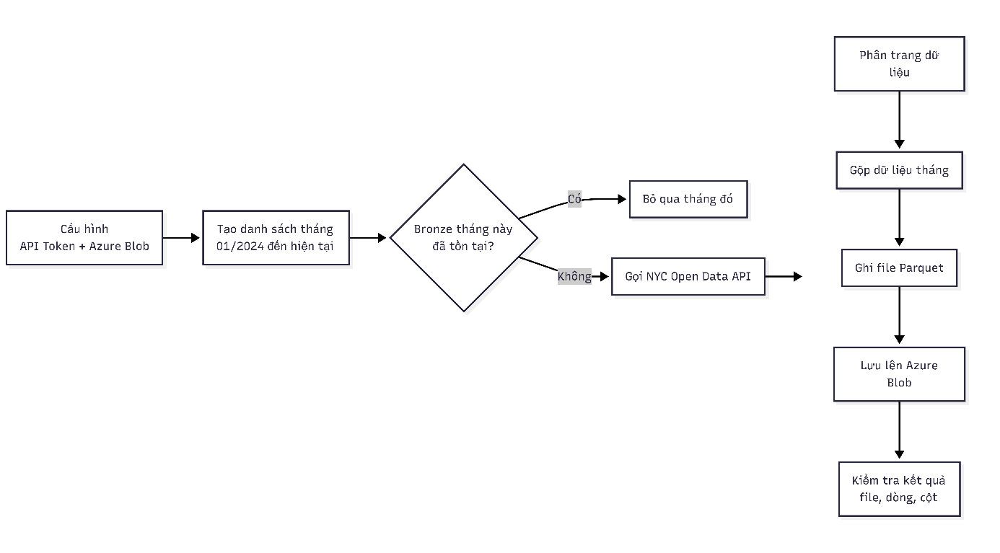 Cấu hình
API Token + Azure Blob
Tạo danh sách tháng
01/2024 đến hiện tại
Bronze tháng này
đã tồn tại?
Có
Bỏ qua tháng đó
Không
Gọi NYC Open Data API
Phân trang dữ
liệu
Gộp dữ liệu tháng
Ghi file Parquet
Lưu lên Azure
Blob
Kiểm tra kết quả
file, dòng, cột